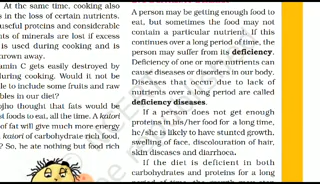 At the same time, cooking also
in the loss of certain nutrients.
useful proteins and considerable
ts of minerals are lost if excess
is used during cooking and is
hrown away.
amin C gets easily destroyed by
during cooking. Would it not be
le to include some fruits and raw
bles in our diet?
jho thought that fats would be
t foods to eat, all the time. A katori
of fat will give much more energy
katori of carbohydrate rich food.
? So, he ate nothing but food rich
A person may be getting enough food to
eat, but sometimes the food may not
contain a particular nutrient. If this
continues over a long period of time, the
person may suffer from its deficiency.
Deficiency of one or more nutrients can
cause diseases or disorders in our body.
Diseases that occur due to lack of
nutrients over a long period are called
deficiency diseases.
If a person does not get enough
proteins in his/her food for a long time,
he/she is likely to have stunted growth,
swelling of face, discolouration of hair,
skin diseases and diarrhoea.
If the diet is deficient in both
carbohydrates and proteins for a long